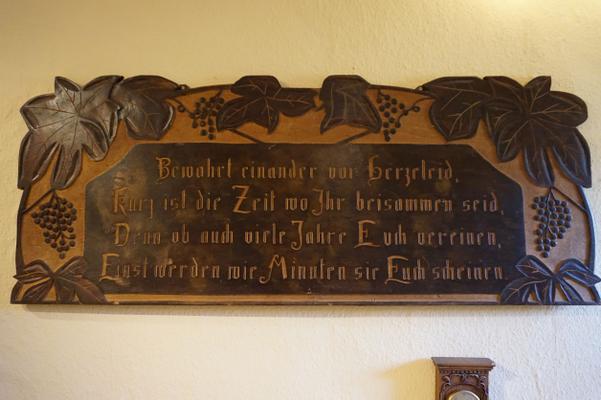 Bewahrt einander vor Herzeleid,
Kurz ist die Zeit wo Ihr beisammen seid,
Denn ob auch viele Jahre Euch vereinen,
Einst werden wie Minuten sie Euch scheinen.